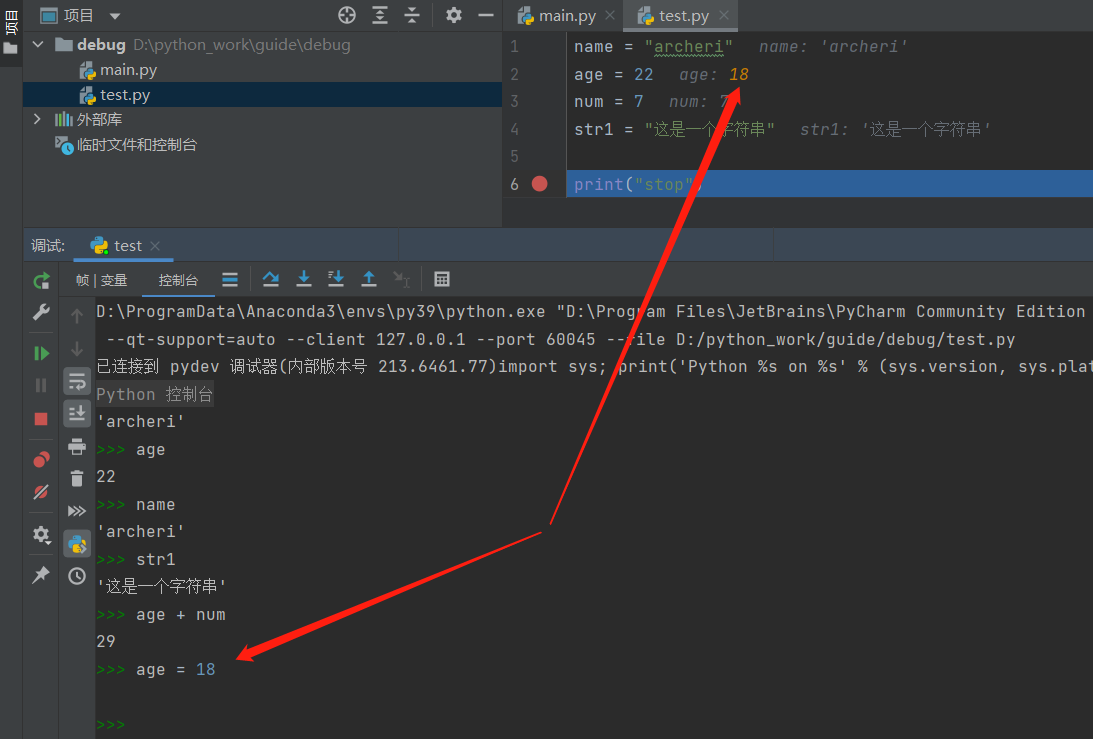 项目
项目
debug D:\python_work\guide\debug
main.py
test.py
外部库
临时文件和控制台
main.py
test.py
1 name = "archeri" name: 'archeri'
2 age = 22 age: 18
3 num = 7 num: 7
4 str1 = "这是一个字符串" str1: '这是一个字符串'
5
6 print("stop")
调试: test
帧 | 变量 控制台
D:\ProgramData\Anaconda3\envs\py39\python.exe "D:\Program Files\JetBrains\PyCharm Community Edition
--qt-support=auto --client 127.0.0.1 --port 60045 --file D:/python_work/guide/debug/test.py
已连接到 pydev 调试器(内部版本号 213.6461.77)import sys; print('Python %s on %s' % (sys.version, sys.plat
Python 控制台
'archeri'
>>> age
22
>>> name
'archeri'
>>> str1
'这是一个字符串'
>>> age + num
29
>>> age = 18
>>>